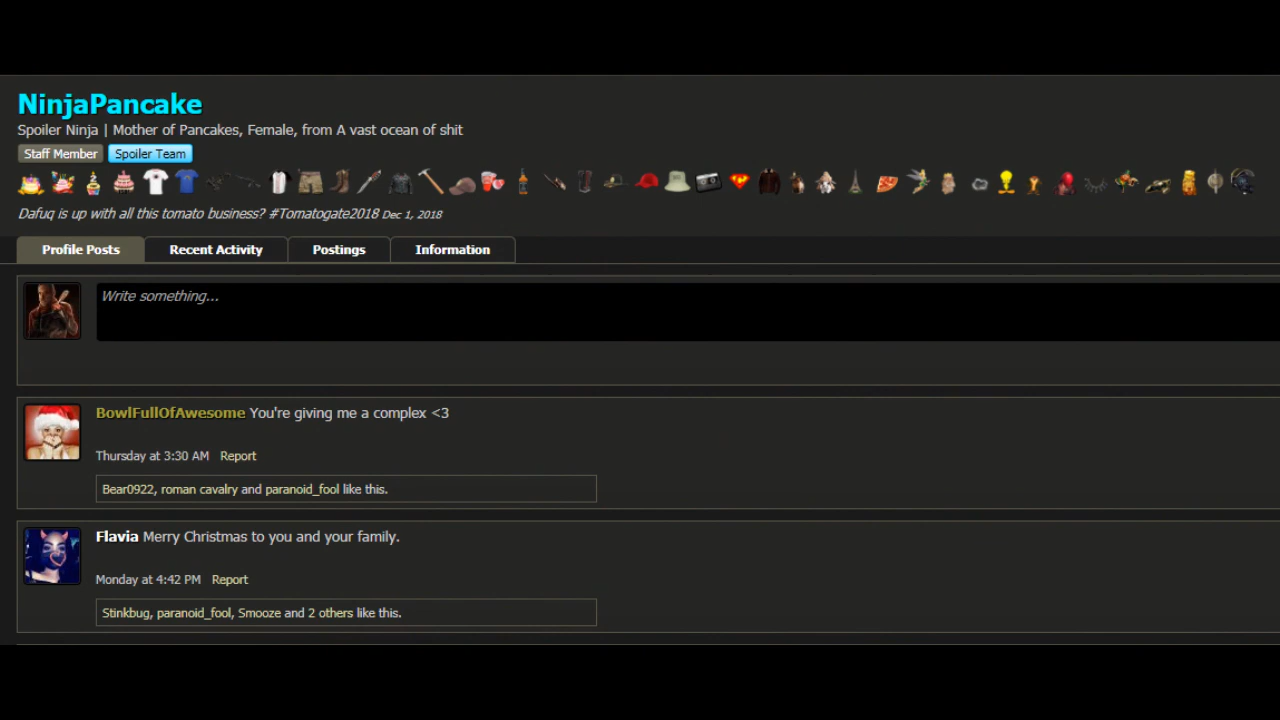 NinjaPancake
Spoiler Ninja | Mother of Pancakes, Female, from A vast ocean of shit
Staff Member Spoiler Team
Dafuq is up with all this tomato business? #Tomatogate2018 Dec 1, 2018
Profile Posts Recent Activity Postings Information
Write something...
BowlFullOfAwesome You're giving me a complex <3
Thursday at 3:30 AM Report
Bear0922, roman cavalry and paranoid_fool like this.
Flavia Merry Christmas to you and your family.
Monday at 4:42 PM Report
Stinkbug, paranoid_fool, Smooze and 2 others like this.